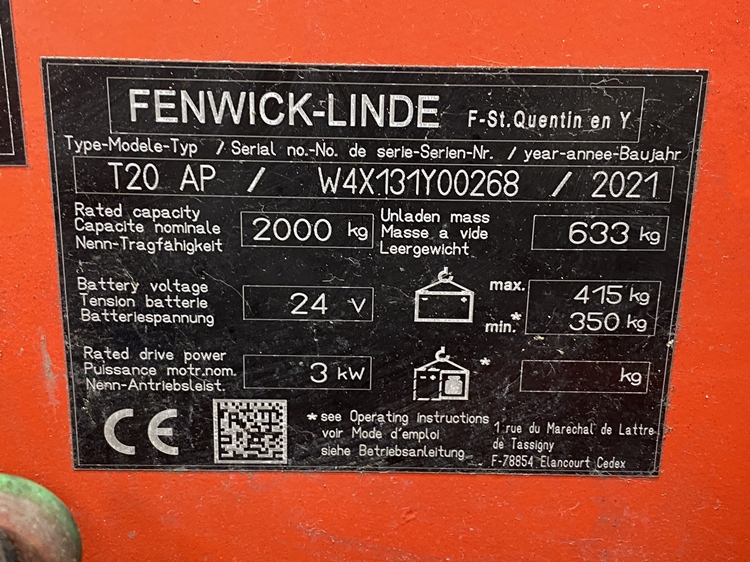 FENWICK-LINDE F-St.Quentin en Y
Type-Modele-Typ / Serial no.-No. de serie-Serien-Nr. / year-annee-Baujahr
T20 AP / W4X131Y00268 / 2021
Rated capacity
Capacite nominale
Nenn-Tragfähigkeit
2000 kg
Unladen mass
Masse a vide
Leergewicht
633 kg
Battery voltage
Tension batterie
Batteriespannung
24 V
max. 415 kg
min.* 350 kg
Rated drive power
Puissance motr.nom.
Nenn-Antriebsleist.
3 kW
* kg
CE
*see Operating instructions
voir Mode d'emploi
siehe Betriebsanleitung
1 rue du Marechal de Lattre
de Tassigny
F-78854 Elancourt Cedex